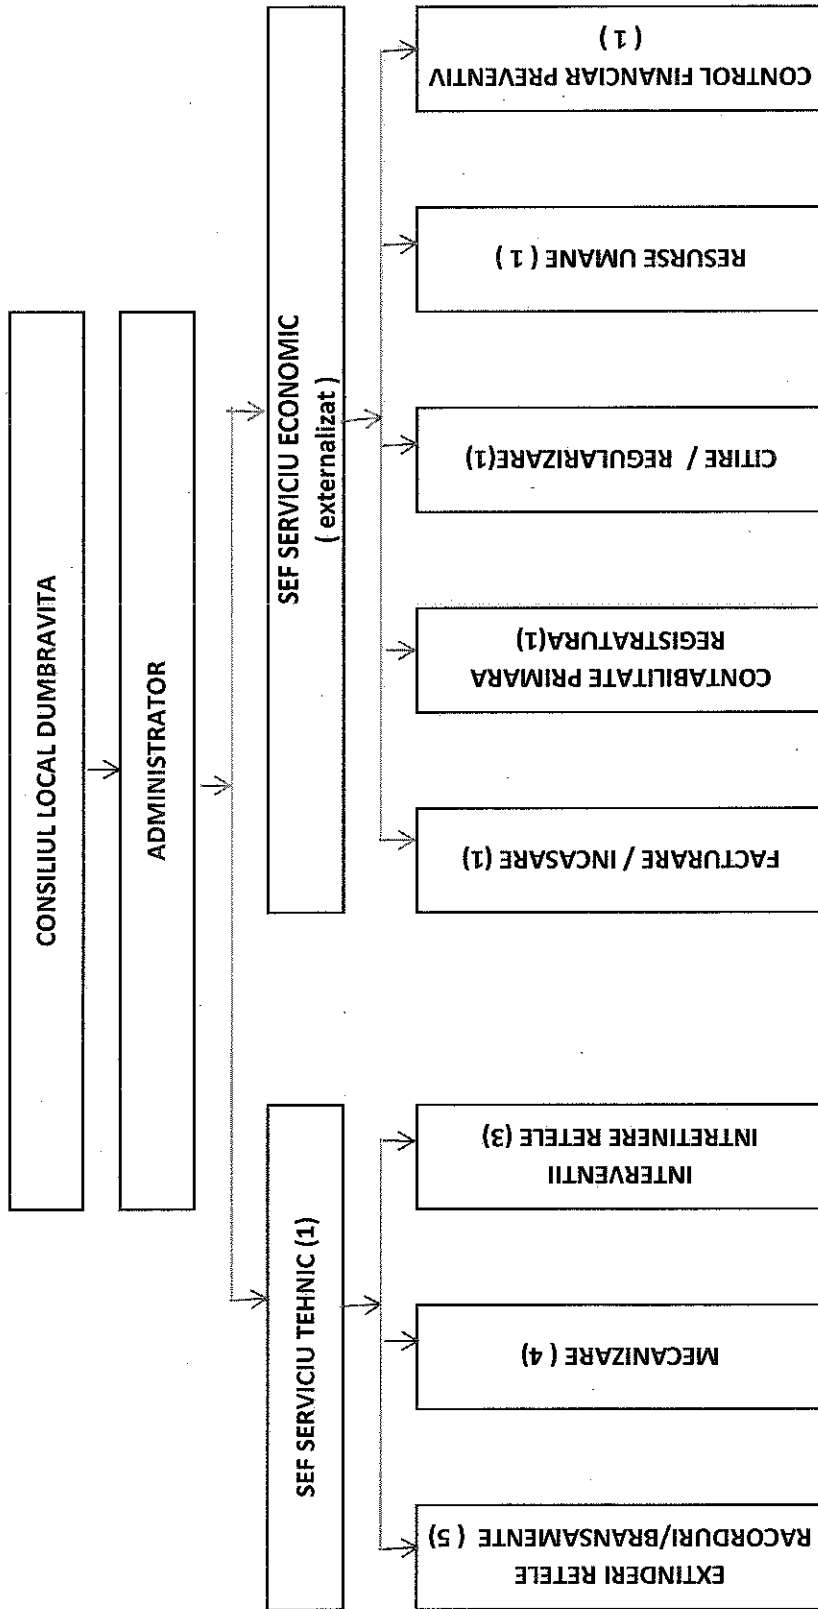 CONSILIUL LOCAL DUMBRAVITA
ADMINISTRATOR
SEF SERVICIU TEHNIC (1)
SEF SERVICIU ECONOMIC
( externalizat )
EXTINDERI RETELE
RACORDURI/BRANSAMENTE ( 5)
MECANIZARE ( 4)
INTERVENTII
INTRETINERE RETELE (3)
FACTURARE / INCASARE (1)
CONTABILITATE PRIMARA
REGISTRATURA(1)
CITIRE / REGULARIZARE(1)
RESURSE UMANE ( 1 )
CONTROL FINANCIAR PREVENTIV
( 1 )